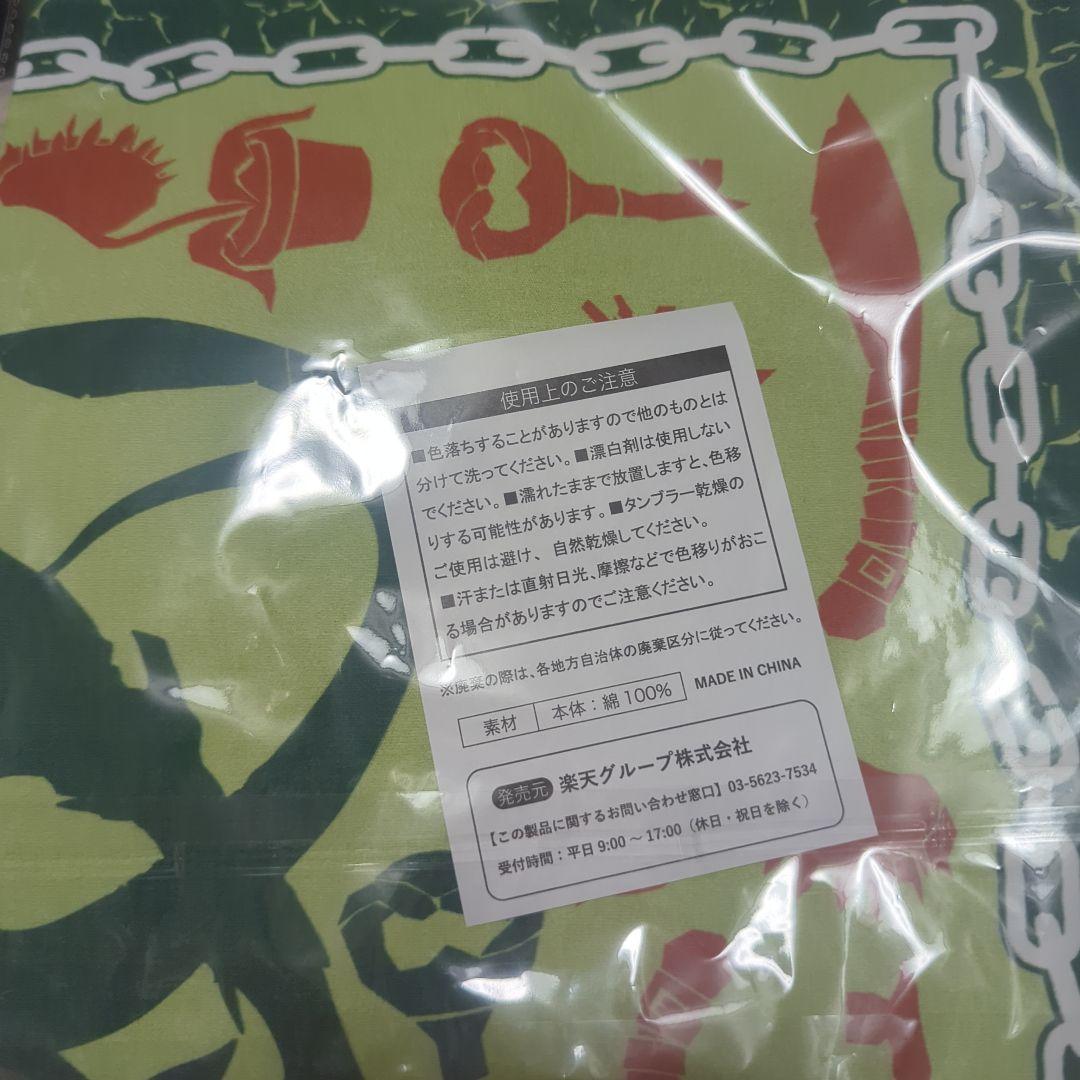 使用上のご注意
■色落ちすることがありますので他のものとは
分けて洗ってください。■漂白剤は使用しない
でください。■濡れたままで放置しますと、色移
りする可能性があります。■タンブラー乾燥の
ご使用は避け、自然乾燥してください。
■汗または直射日光、摩擦などで色移りがおこ
る場合がありますのでご注意ください。
※廃棄の際は、各地方自治体の廃棄区分に従ってください。
素材 本体：綿100% MADE IN CHINA
発売元 楽天グループ株式会社
【この製品に関するお問い合わせ窓口】03-5623-7534
受付時間：平日 9:00～17:00（休日・祝日を除く）